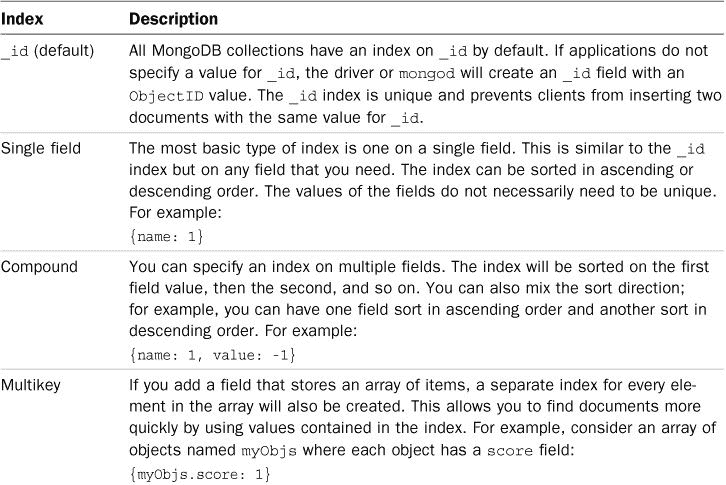 Index Description
_id (default) All MongoDB collections have an index on _id by default. If applications do not
specify a value for _id, the driver or mongod will create an _id field with an
ObjectID value. The _id index is unique and prevents clients from inserting two
documents with the same value for _id.
Single field The most basic type of index is one on a single field. This is similar to the _id
index but on any field that you need. The index can be sorted in ascending or
descending order. The values of the fields do not necessarily need to be unique.
For example:
{name: 1}
Compound You can specify an index on multiple fields. The index will be sorted on the first
field value, then the second, and so on. You can also mix the sort direction;
for example, you can have one field sort in ascending order and another sort in
descending order. For example:
{name: 1, value: -1}
Multikey If you add a field that stores an array of items, a separate index for every ele-
ment in the array will also be created. This allows you to find documents more
quickly by using values contained in the index. For example, consider an array of
objects named myObjs where each object has a score field:
{myObjs.score: 1}